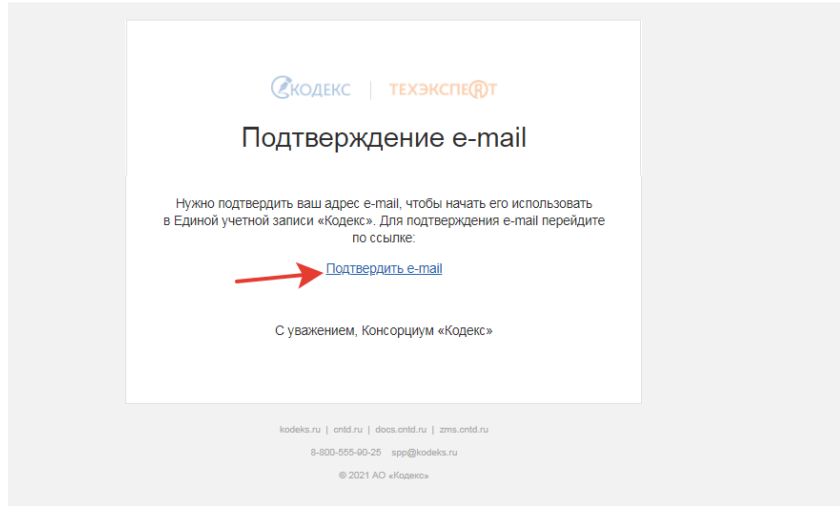 КОДЕКС | ТЕХЭКСПЕРТ
Подтверждение e-mail
Нужно подтвердить ваш адрес e-mail, чтобы начать его использовать
в Единой учетной записи «Кодекс». Для подтверждения e-mail перейдите
по ссылке:
Подтвердить e-mail
С уважением, Консорциум «Кодекс»
kodeks.ru | cntd.ru | docs.cntd.ru | zms.cntd.ru
8-800-555-90-25 spp@kodeks.ru
© 2021 АО «Кодекс»